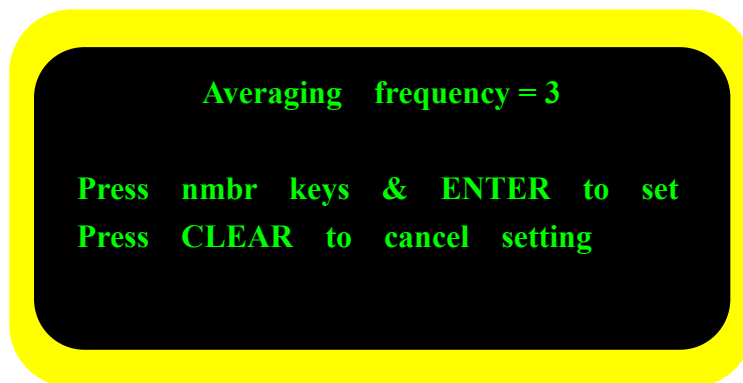 Averaging frequency = 3
Press nmbr keys & ENTER to set
Press CLEAR to cancel setting